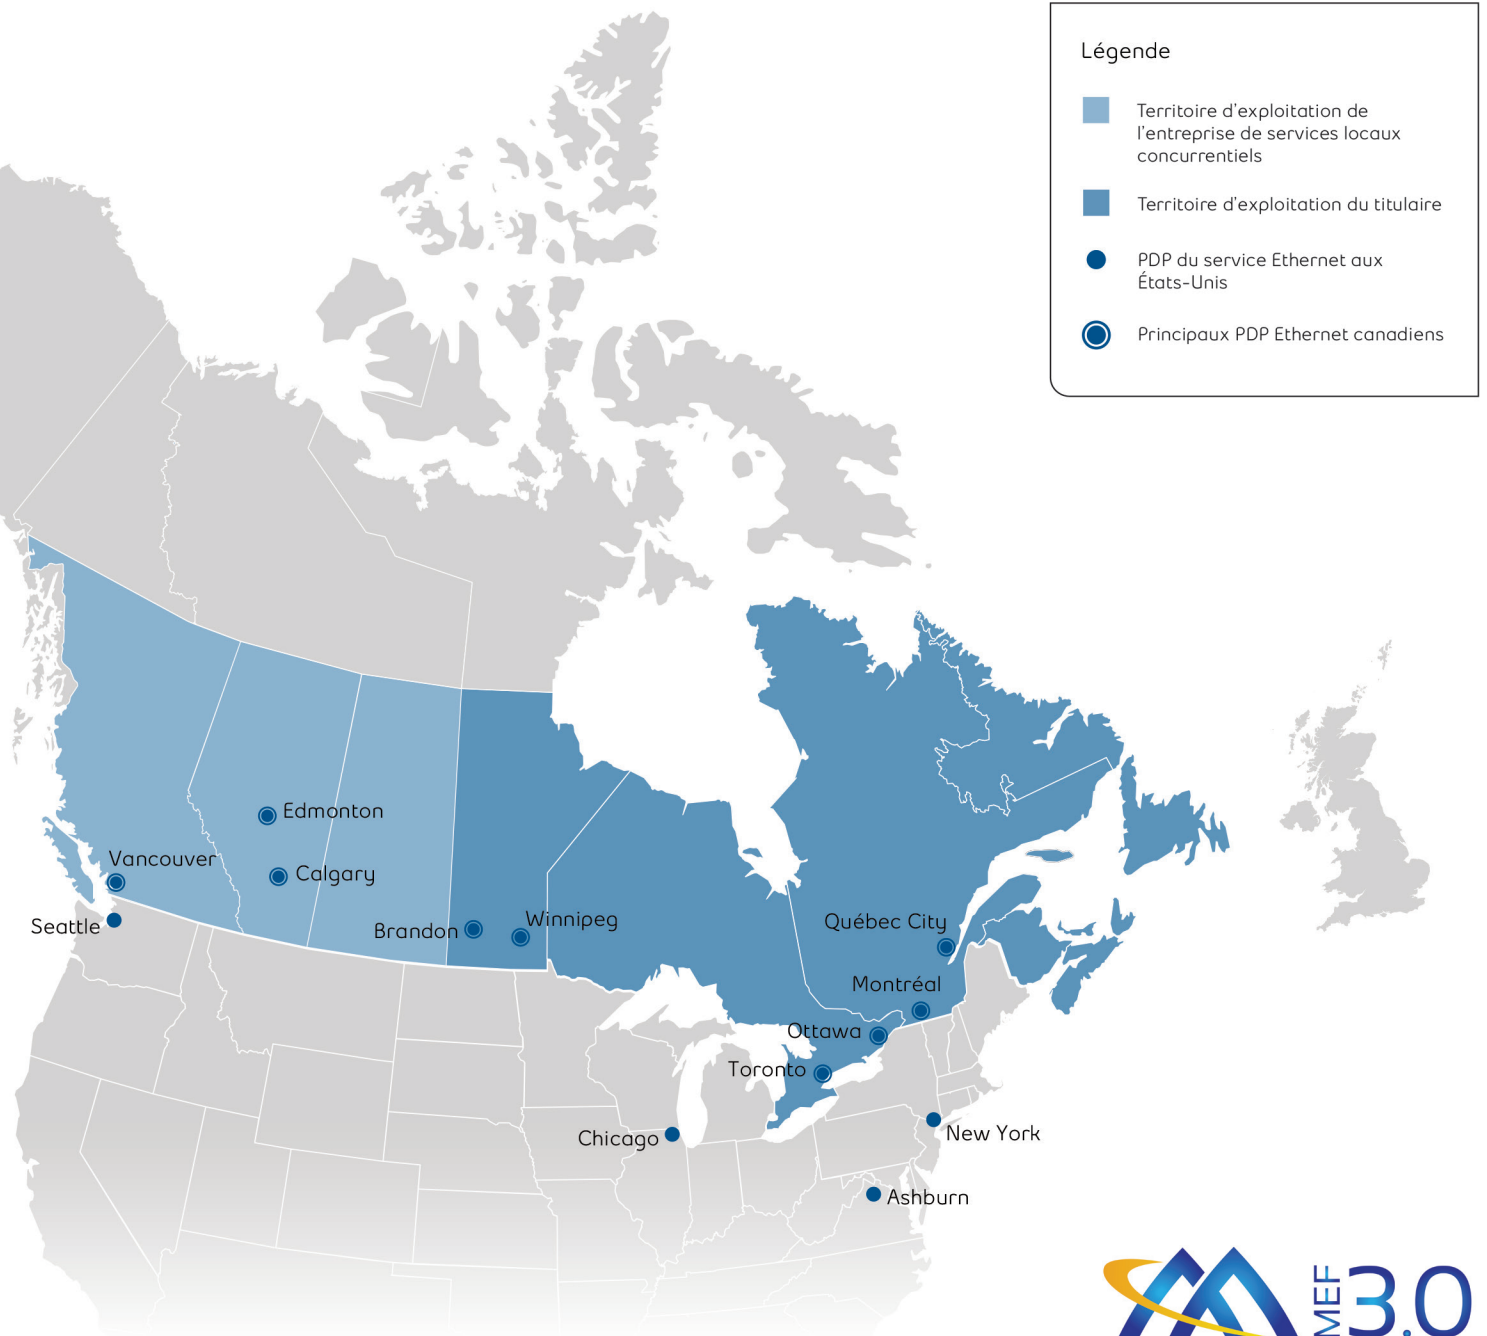 Légende
Territoire d'exploitation de
l'entreprise de services locaux
concurrentiels
Territoire d'exploitation du titulaire
PDP du service Ethernet aux
États-Unis
Principaux PDP Ethernet canadiens
Edmonton
Vancouver
Calgary
Seattle
Brandon
Winnipeg
Québec City
Montréal
Ottawa
Toronto
Chicago
New York
Ashburn
MEF
3.0